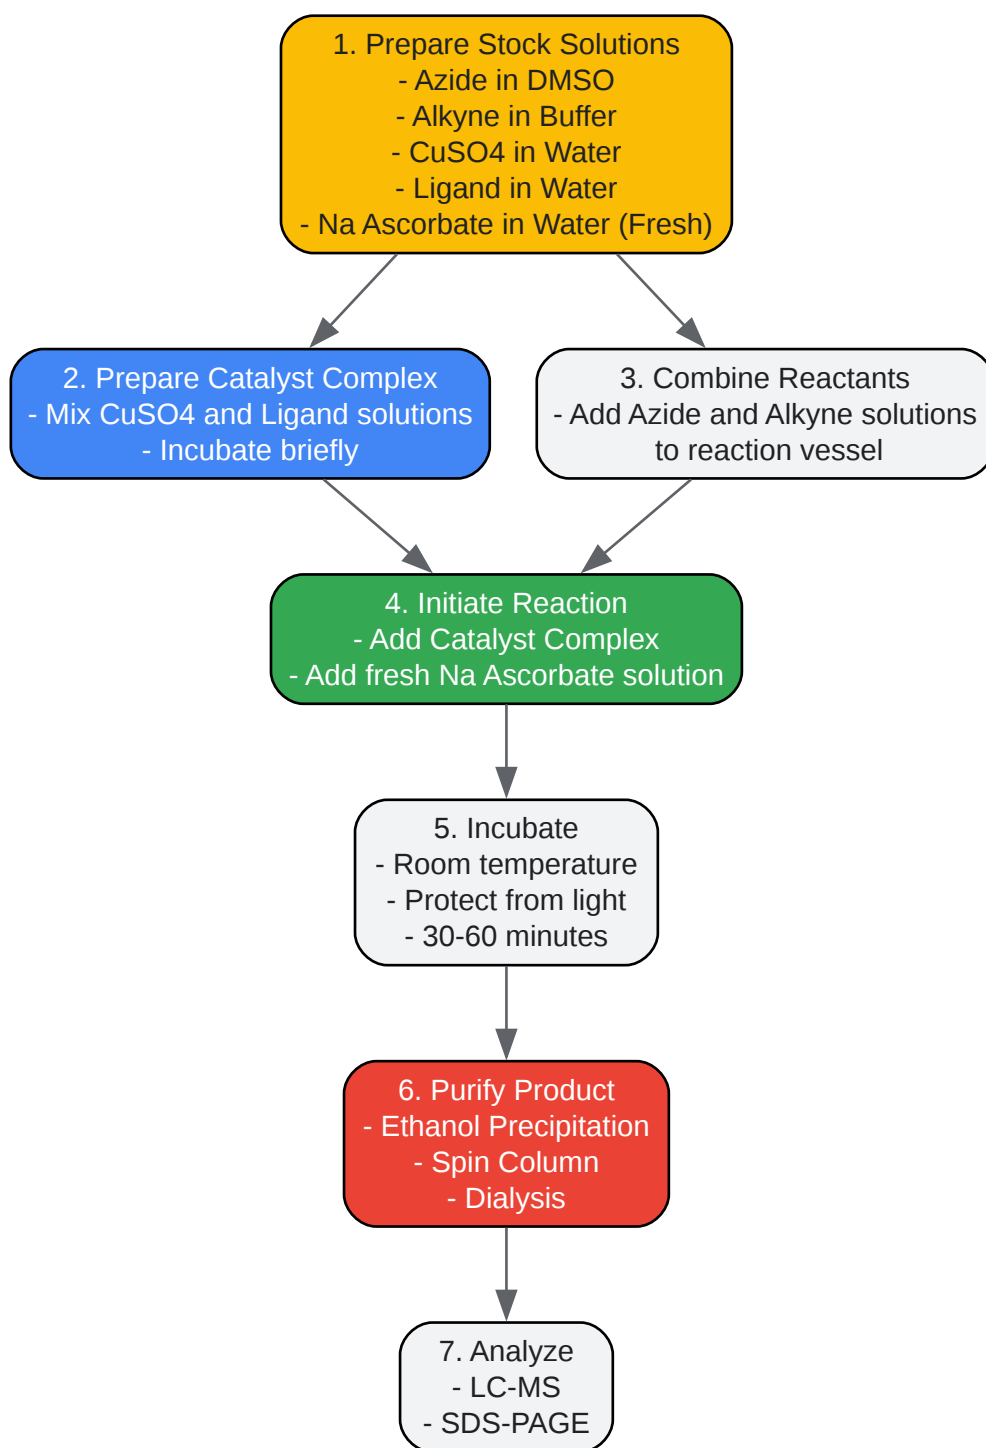 1. Prepare Stock Solutions
- Azide in DMSO
- Alkyne in Buffer
- CuSO4 in Water
- Ligand in Water
- Na Ascorbate in Water (Fresh)
2. Prepare Catalyst Complex
- Mix CuSO4 and Ligand solutions
- Incubate briefly
3. Combine Reactants
- Add Azide and Alkyne solutions
to reaction vessel
4. Initiate Reaction
- Add Catalyst Complex
- Add fresh Na Ascorbate solution
5. Incubate
- Room temperature
- Protect from light
- 30-60 minutes
6. Purify Product
- Ethanol Precipitation
- Spin Column
- Dialysis
7. Analyze
- LC-MS
- SDS-PAGE